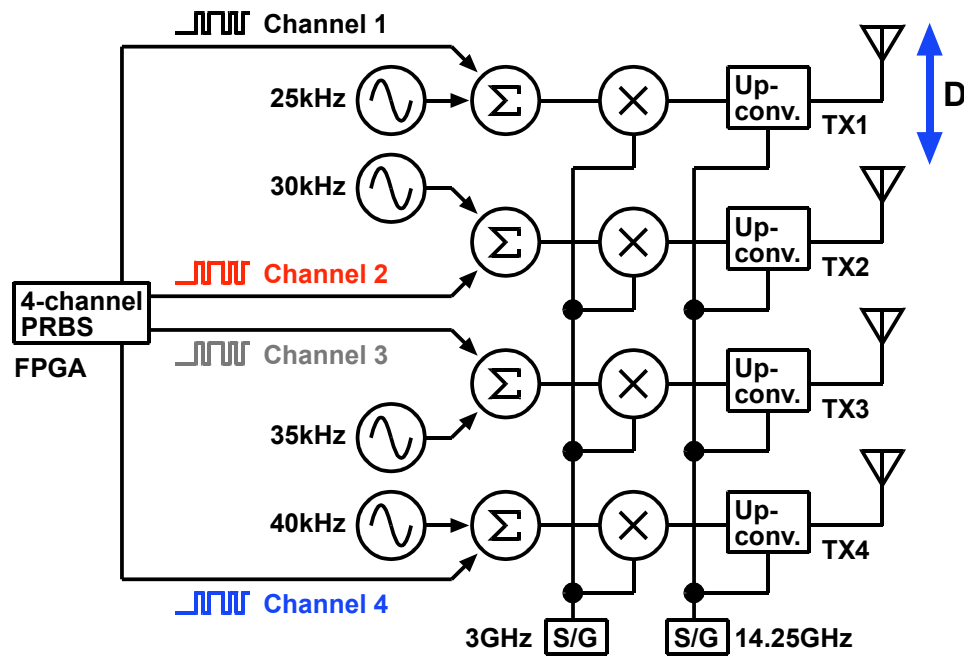 Channel 1
25kHz
Σ
Up-
conv.
TX1
D
30kHz
Σ
Up-
conv.
TX2
Channel 2
4-channel
PRBS
FPGA
Channel 3
Σ
Up-
conv.
TX3
35kHz
40kHz
Σ
Up-
conv.
TX4
Channel 4
3GHz
S/G
S/G
14.25GHz